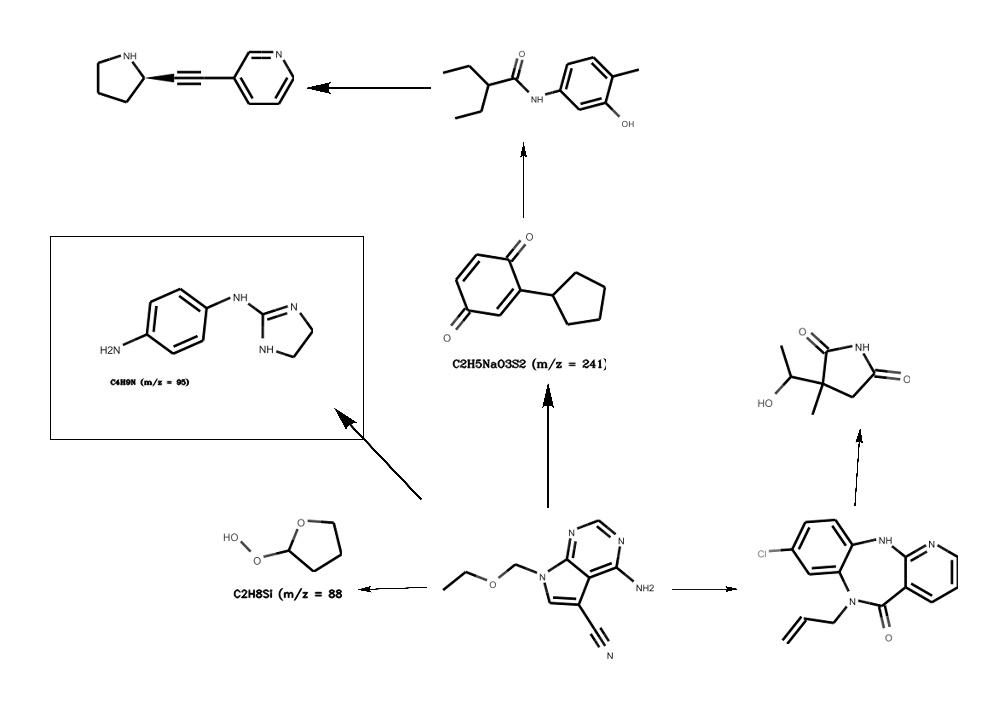 NH
N
O
NH
OH
O
O
C2H5NaO3S2 (m/z = 241)
NH
N
NH
H2N
C4H9N (m/z = 95)
O
NH
O
HO
HO
O
O
C2H8SI (m/z = 88
N
N
N
O
NH2
N
Cl
NH
N
N
O